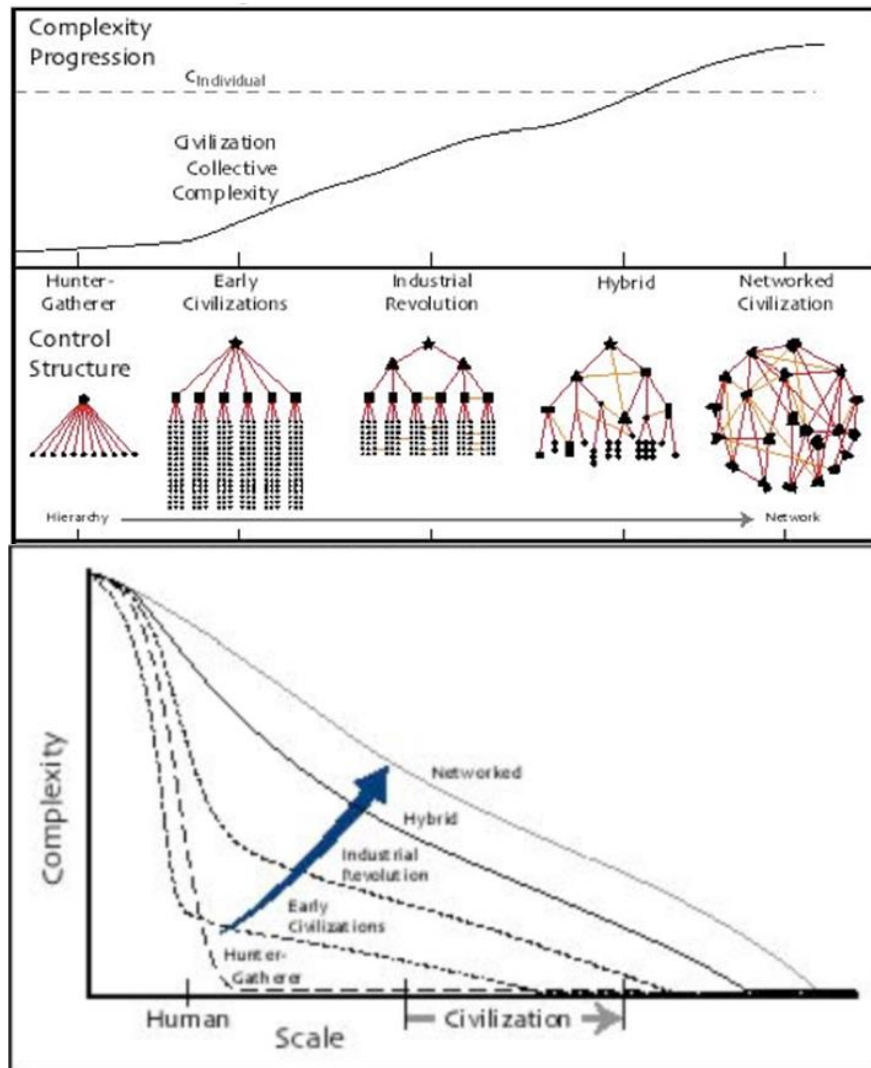 Complexity
Progression
CIndividual
Civilization
Collective
Complexity
Hunter-
Gatherer
Early
Civilizations
Industrial
Revolution
Hybrid
Networked
Civilization
Control
Structure
Hierarchy
Network
Complexity
Networked
Hybrid
Industrial
Revolution
Early
Civilizations
Hunter-
Gatherer
Human
Civilization
Scale